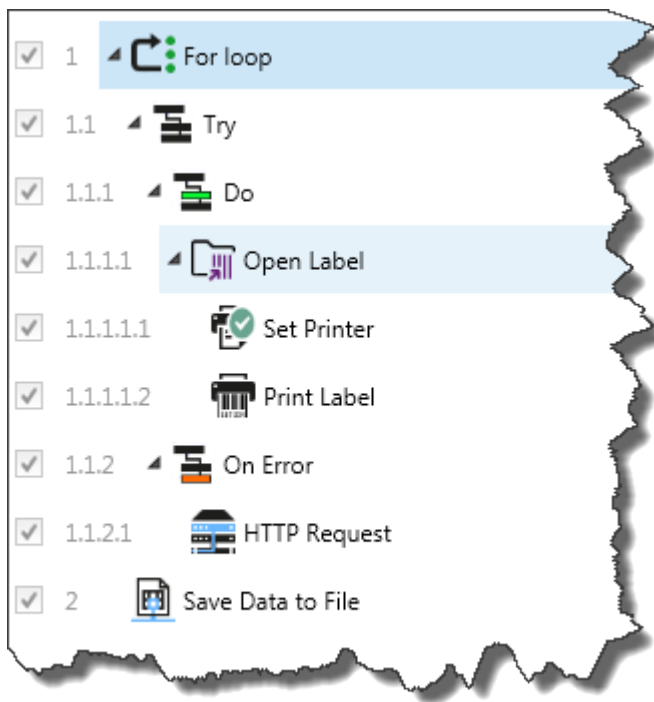 1 For loop
1.1 Try
1.1.1 Do
1.1.1.1 Open Label
1.1.1.1.1 Set Printer
1.1.1.1.2 Print Label
1.1.2 On Error
1.1.2.1 HTTP Request
2 Save Data to File